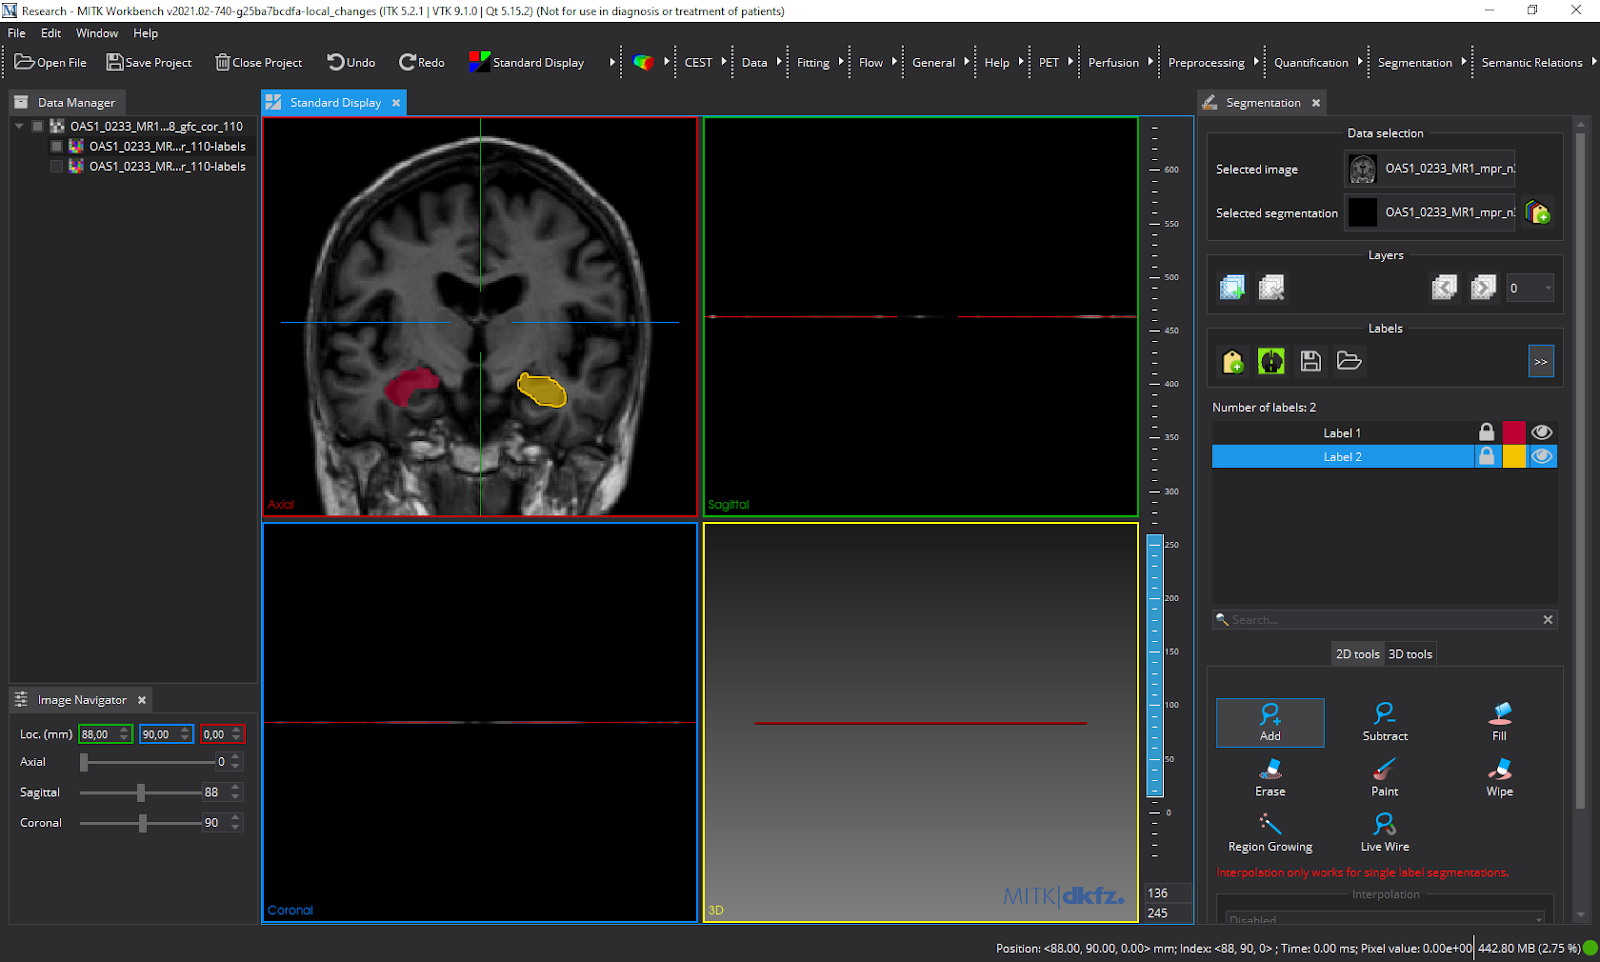 Research - MITK Workbench v2021.02-740-g25ba7bcdfa-local_changes (ITK 5.2.1 | VTK 9.1.0 | Qt 5.15.2) (Not for use in diagnosis or treatment of patients)
File Edit Window Help
Open File Save Project Close Project Undo Redo Standard Display CEST Data Fitting Flow General Help PET Perfusion Preprocessing Quantification Segmentation Semantic Relations
Data Manager
OAS1_0233_MR1...8_gfc_cor_110
OAS1_0233_MR...r_110-labels
OAS1_0233_MR...r_110-labels
Image Navigator
Loc. (mm) 88,00 90,00 0,00
Axial 0
Sagittal 88
Coronal 90
Standard Display
Axial
Sagittal
Coronal
3D
MITK dkfz.
600
550
500
450
400
350
300
250
200
150
100
50
0
136
245
Segmentation
Data selection
Selected image OAS1_0233_MR1_mpr_n
Selected segmentation OAS1_0233_MR1_mpr_n
Layers
0
Labels
>>
Number of labels: 2
Label 1
Label 2
Search...
2D tools 3D tools
Add Subtract Fill
Erase Paint Wipe
Region Growing Live Wire
Interpolation only works for single label segmentations.
Interpolation
Disabled
Position: <88.00, 90.00, 0.00> mm; Index: <88, 90, 0> ; Time: 0.00 ms; Pixel value: 0.00e+00 442.80 MB (2.75 %)